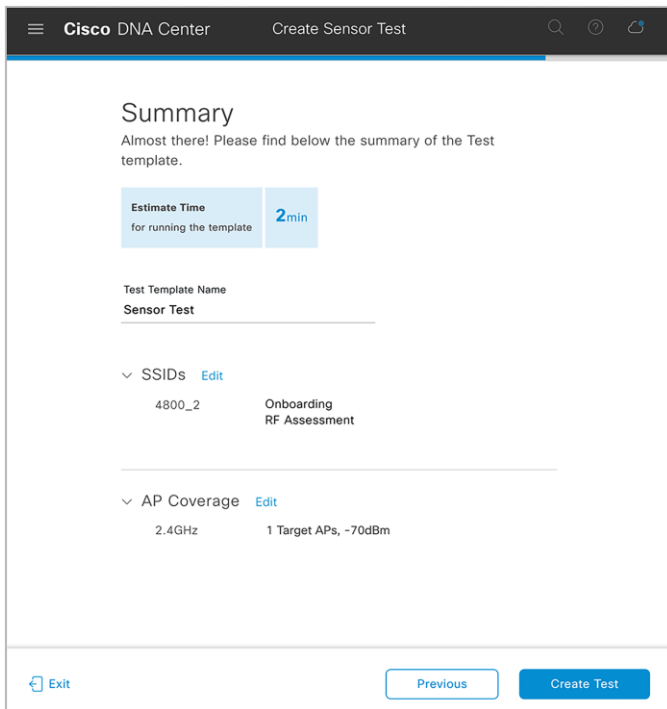 Cisco DNA Center
Create Sensor Test
Summary
Almost there! Please find below the summary of the Test
template.
Estimate Time
for running the template
2min
Test Template Name
Sensor Test
SSIDs Edit
4800_2 Onboarding
RF Assessment
AP Coverage Edit
2.4GHz 1 Target APs, -70dBm
Exit
Previous
Create Test